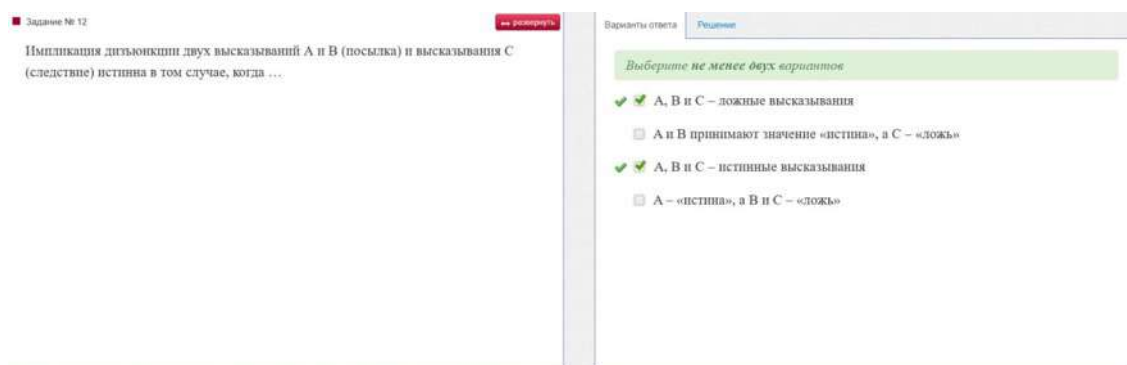 Задание № 12
развернуть
Импликация дизъюнкции двух высказываний А и В (посылка) и высказывания С
(следствие) истинна в том случае, когда …
Варианты ответа
Решение
Выберите не менее двух вариантов
А, В и С – ложные высказывания
А и В принимают значение «истина», а С – «ложь»
А, В и С – истинные высказывания
А – «истина», а В и С – «ложь»